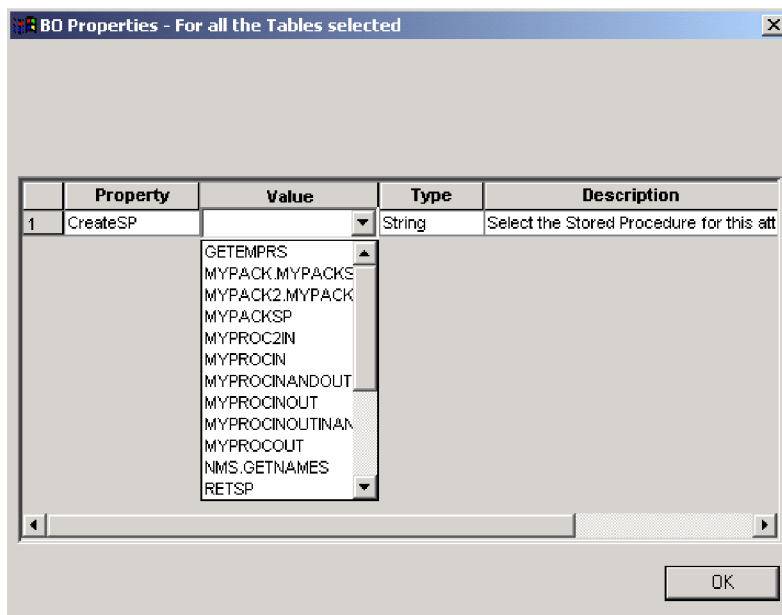 BO Properties - For all the Tables selected
Property Value Type Description
1 CreateSP String Select the Stored Procedure for this att
GETEMPRS
MYPACK.MYPACKS
MYPACK2.MYPACK
MYPACKSP
MYPROC2IN
MYPROCIN
MYPROCINANDOUT
MYPROCINOUT
MYPROCINOUTINAN
MYPROCOUT
NMS.GETNAMES
RETSP
OK